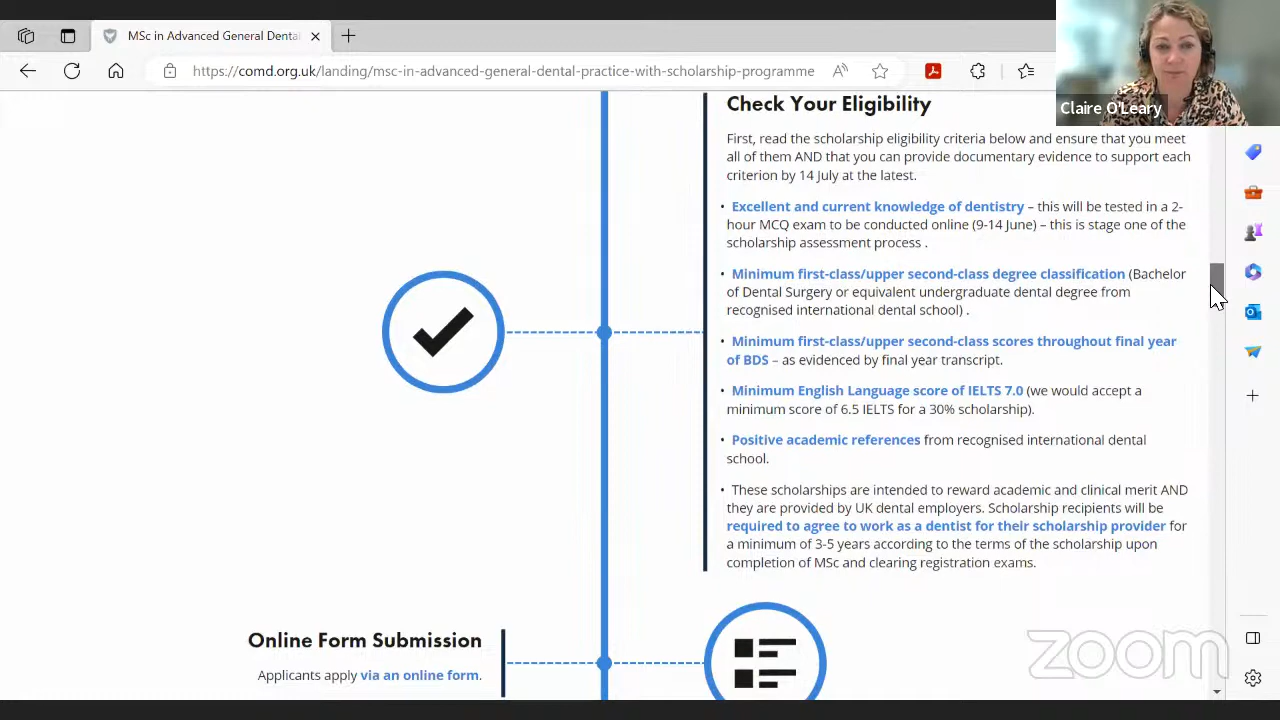 MSc in Advanced General Denta
https://comd.org.uk/landing/msc-in-advanced-general-dental-practice-with-scholarship-programme
Claire O'Leary
Check Your Eligibility
First, read the scholarship eligibility criteria below and ensure that you meet
all of them AND that you can provide documentary evidence to support each
criterion by 14 July at the latest.
• Excellent and current knowledge of dentistry – this will be tested in a 2-
hour MCQ exam to be conducted online (9-14 June) – this is stage one of the
scholarship assessment process .
• Minimum first-class/upper second-class degree classification (Bachelor
of Dental Surgery or equivalent undergraduate dental degree from
recognised international dental school) .
• Minimum first-class/upper second-class scores throughout final year
of BDS – as evidenced by final year transcript.
• Minimum English Language score of IELTS 7.0 (we would accept a
minimum score of 6.5 IELTS for a 30% scholarship).
• Positive academic references from recognised international dental
school.
• These scholarships are intended to reward academic and clinical merit AND
they are provided by UK dental employers. Scholarship recipients will be
required to agree to work as a dentist for their scholarship provider for
a minimum of 3-5 years according to the terms of the scholarship upon
completion of MSc and clearing registration exams.
Online Form Submission
Applicants apply via an online form.
zoom